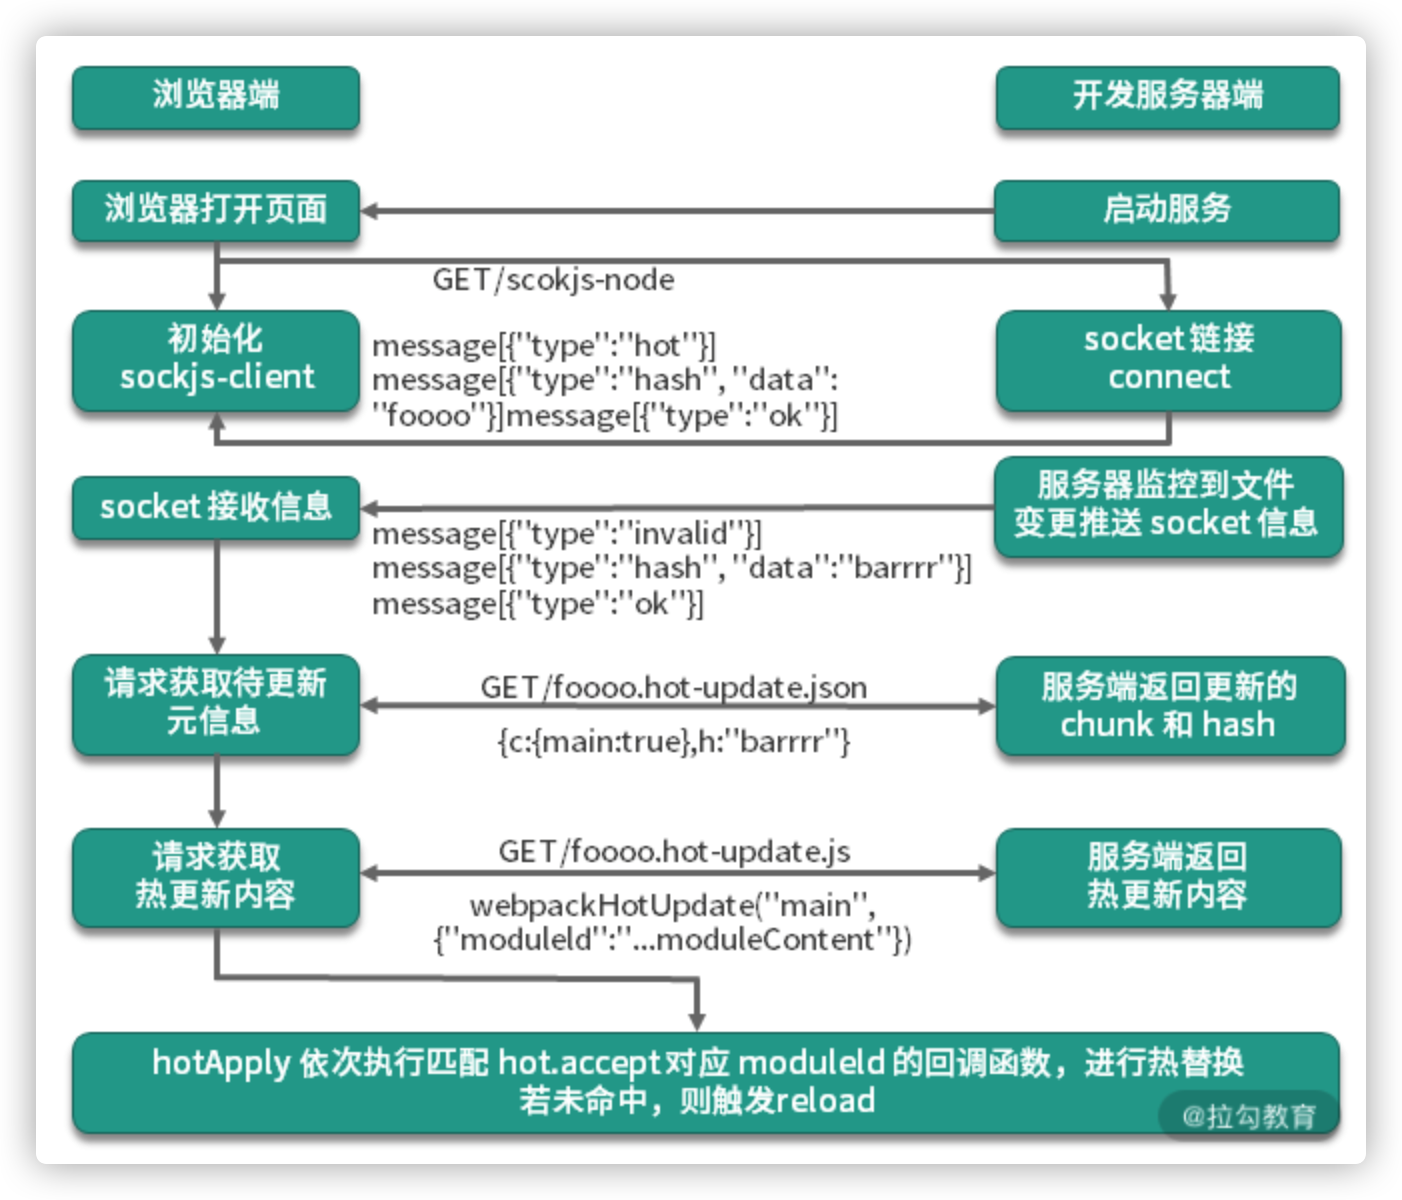 浏览器端
开发服务器端
浏览器打开页面
启动服务
GET/scokjs-node
初始化
sockjs-client
message[{"type":"hot"}]
message[{"type":"hash", "data":
"foooo"}]message[{"type":"ok"}]
socket 链接
connect
socket 接收信息
服务器监控到文件
变更推送 socket 信息
message[{"type":"invalid"}]
message[{"type":"hash", "data":"barrrr"}]
message[{"type":"ok"}]
请求获取待更新
元信息
GET/foooo.hot-update.json
{c:{main:true},h:"barrrr"}
服务端返回更新的
chunk 和 hash
请求获取
热更新内容
GET/foooo.hot-update.js
webpackHotUpdate("main",
{"moduleld":"...moduleContent"})
服务端返回
热更新内容
hotApply 依次执行匹配 hot.accept对应 moduleld 的回调函数，进行热替换
若未命中，则触发reload
@拉勾教育